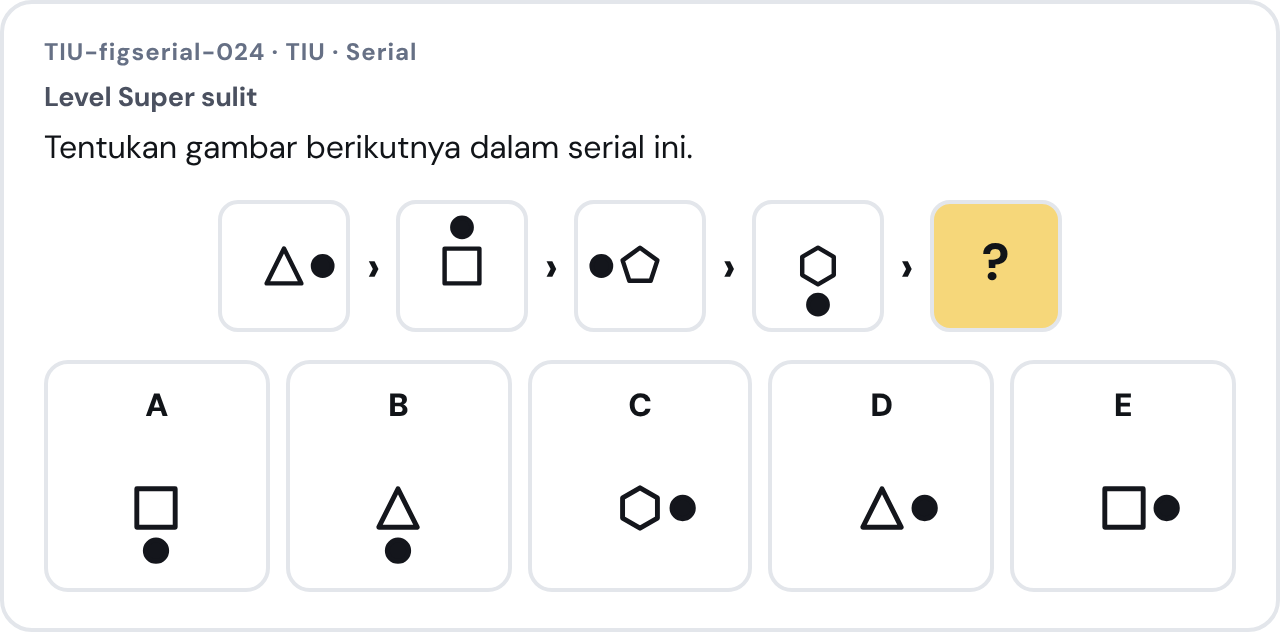 TIU-figserial-024 · TIU · Serial
Level Super sulit
Tentukan gambar berikutnya dalam serial ini.
› › › › ?
A B C D E